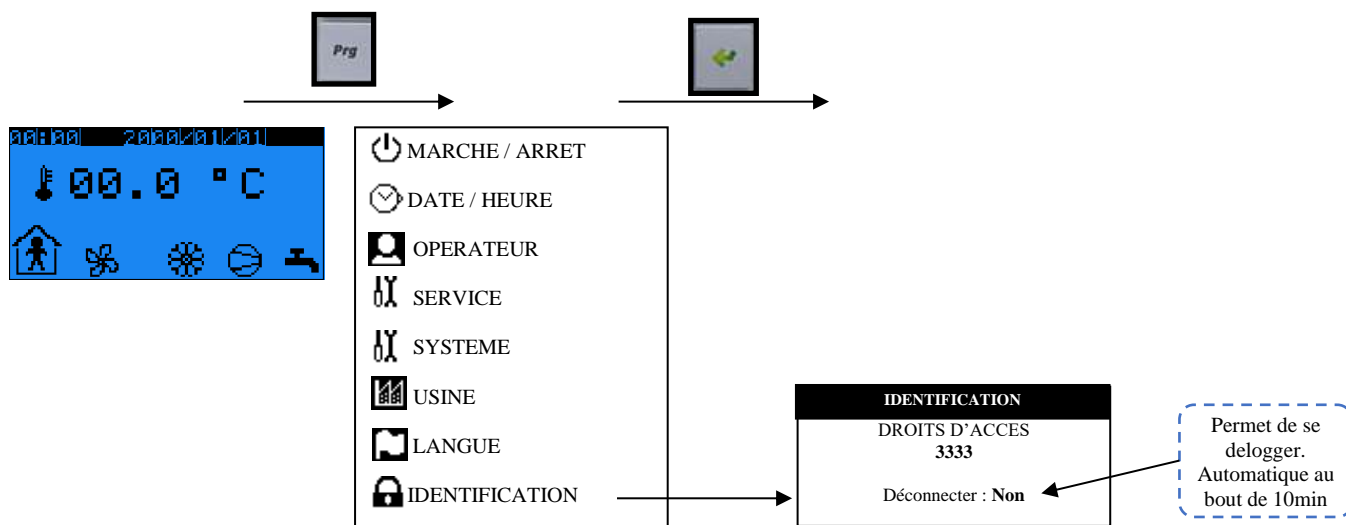 Prg
00:00 2000/01/01
00.0 °C
MARCHE / ARRET
DATE / HEURE
OPERATEUR
SERVICE
SYSTEME
USINE
LANGUE
IDENTIFICATION
IDENTIFICATION
DROITS D'ACCES
3333
Déconnecter : Non
Permet de se
delogger.
Automatique au
bout de 10min